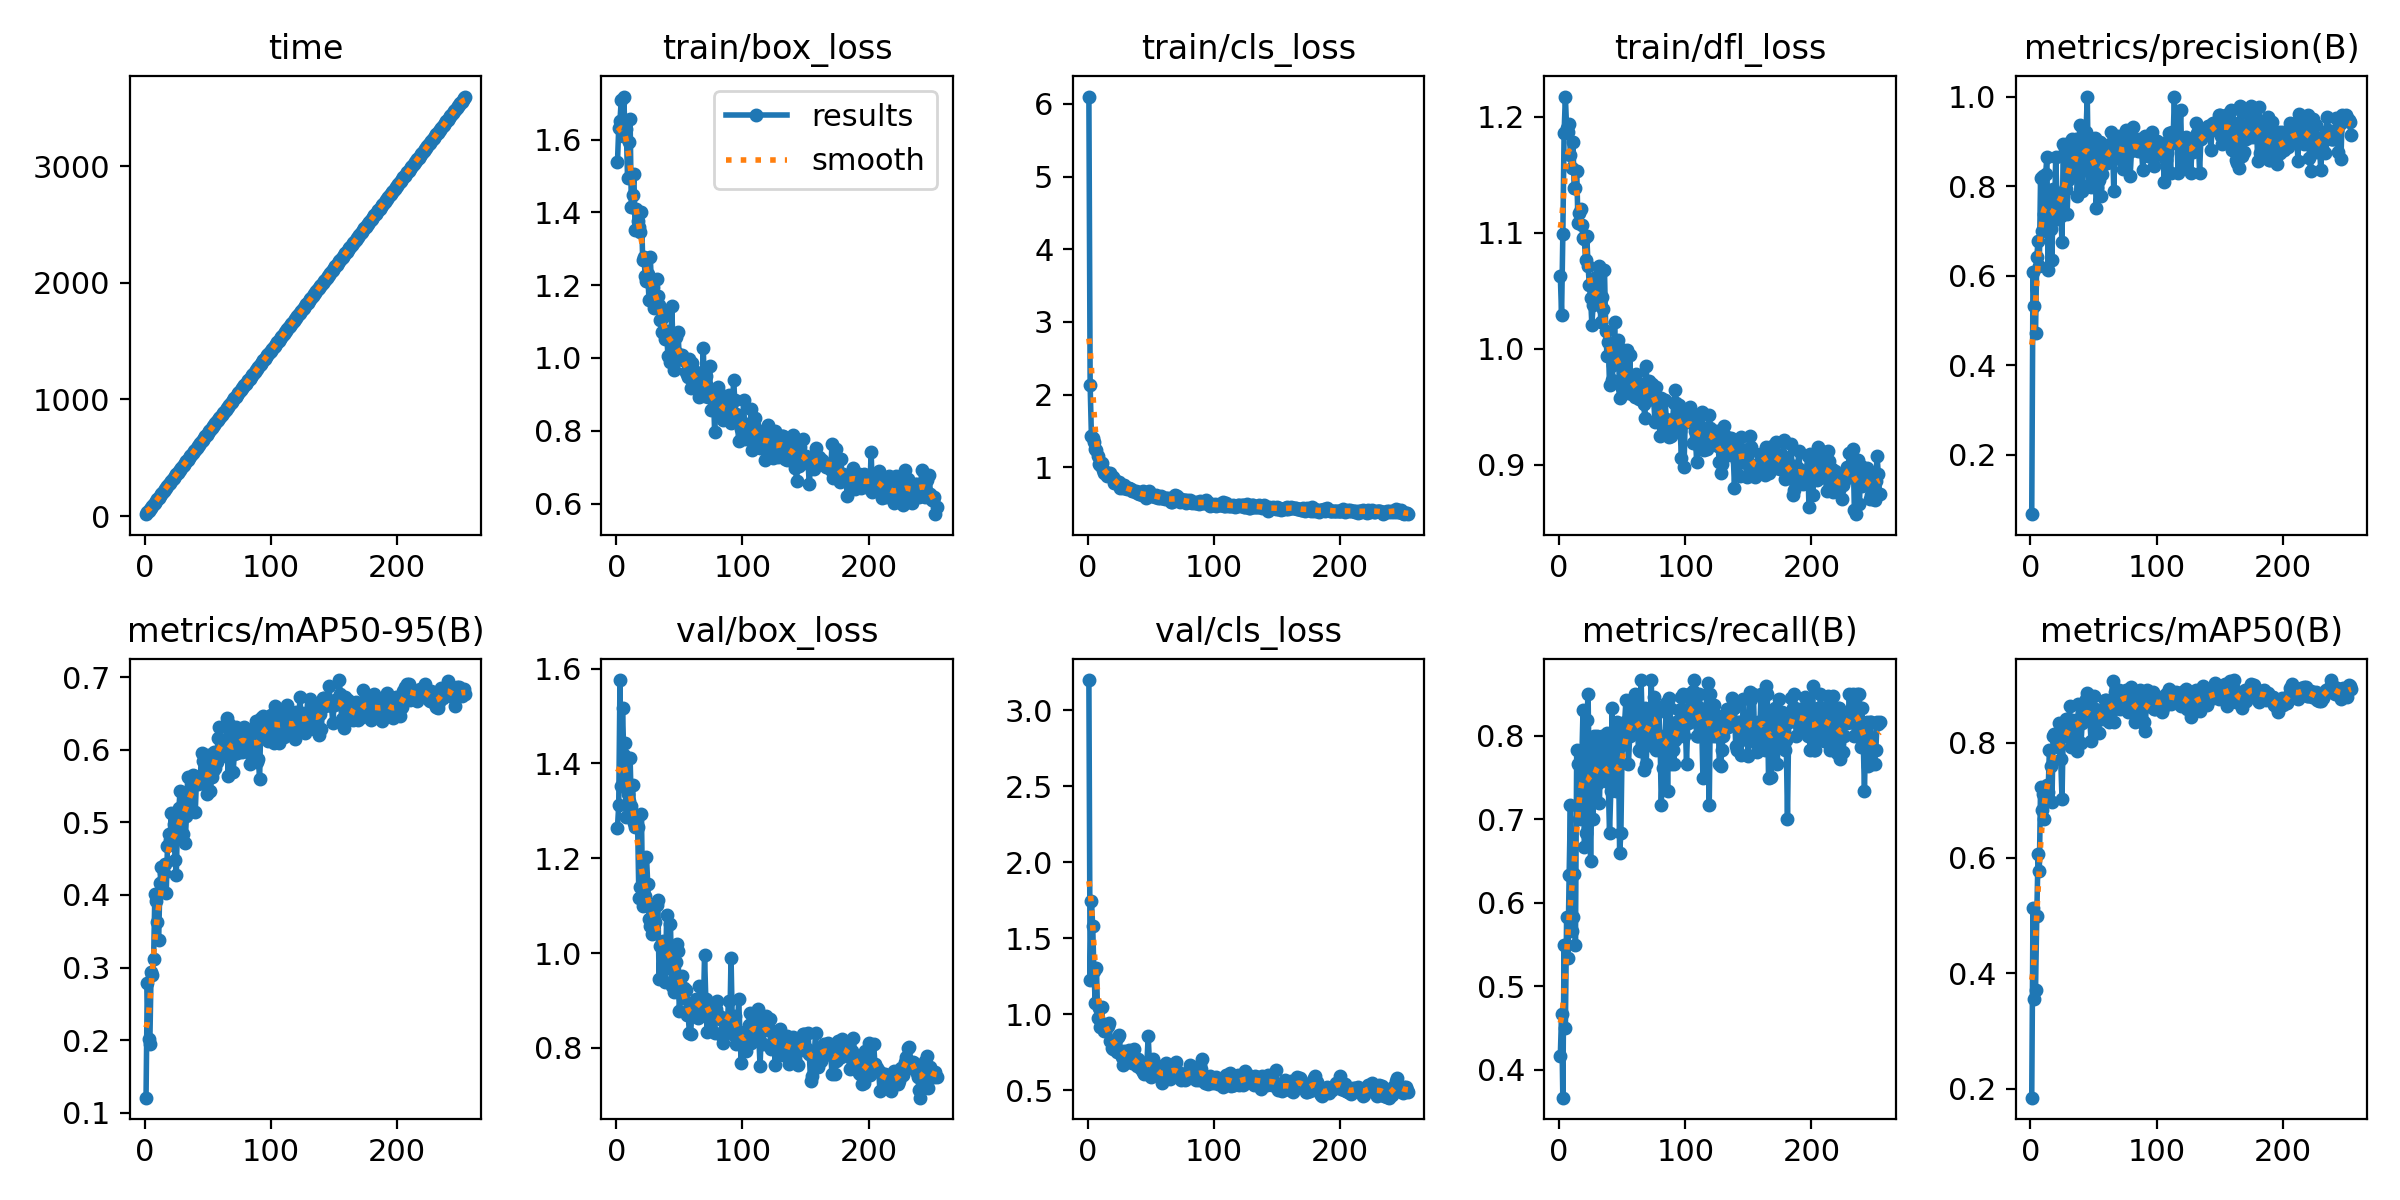 time
train/box_loss
train/cls_loss
train/dfl_loss
metrics/precision(B)
results
smooth
3000
2000
1000
0
0 100 200
1.6
1.4
1.2
1.0
0.8
0.6
0 100 200
6
5
4
3
2
1
0 100 200
1.2
1.1
1.0
0.9
0 100 200
1.0
0.8
0.6
0.4
0.2
0 100 200
metrics/mAP50-95(B)
val/box_loss
val/cls_loss
metrics/recall(B)
metrics/mAP50(B)
0.7
0.6
0.5
0.4
0.3
0.2
0.1
0 100 200
1.6
1.4
1.2
1.0
0.8
0 100 200
3.0
2.5
2.0
1.5
1.0
0.5
0 100 200
0.8
0.7
0.6
0.5
0.4
0 100 200
0.8
0.6
0.4
0.2
0 100 200